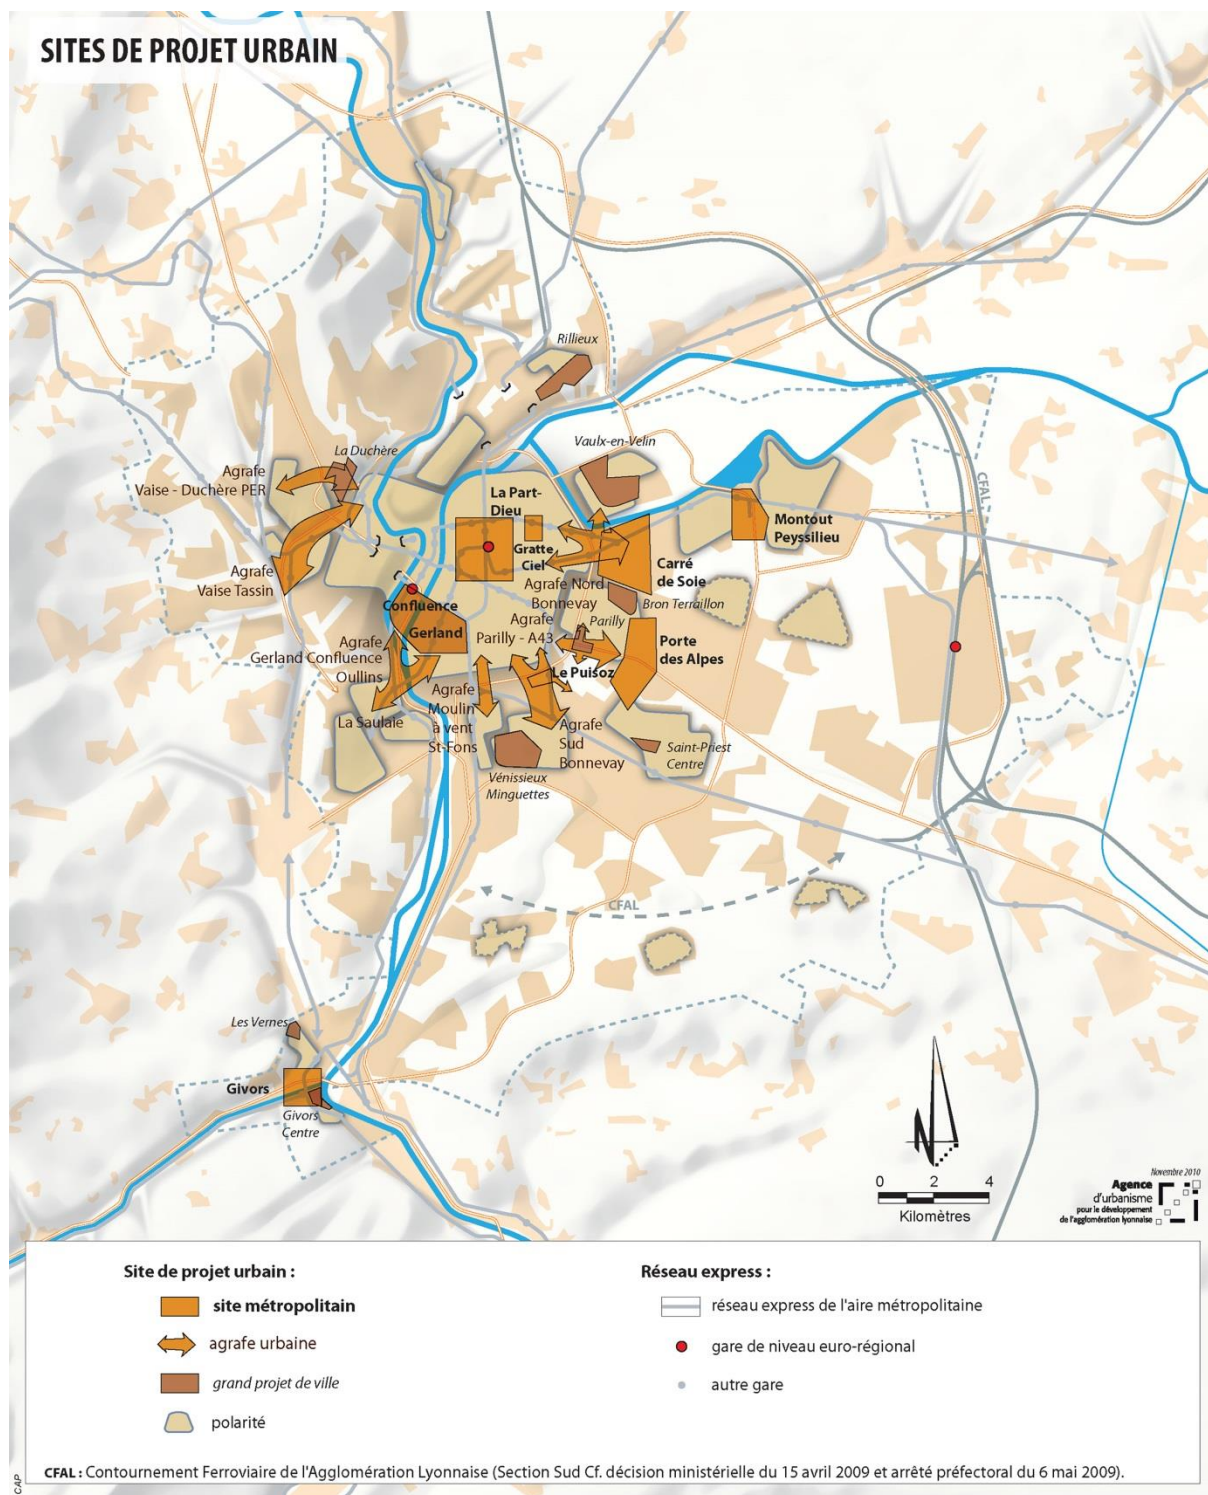 SITES DE PROJET URBAIN
Rillieux
La Duchère
Vaulx-en-Velin
Agrafe
Vaise - Duchère PER
La Part-
Dieu
Montout
Peyssilieu
Gratte
Ciel
Carré
de Soie
Agrafe
Vaise Tassin
Agrafe Nord
Bonnevay
Bron Terraillon
Confluence
Gerland
Agrafe
Parilly - A43
Parilly
Agrafe
Gerland Confluence
Oullins
Porte
des Alpes
Le Puisoz
La Saulaie
Agrafe
Moulin
à vent
St-Fons
Agrafe
Sud
Bonnevay
Saint-Priest
Centre
Vénissieux
Minguettes
CFAL
CFAL
Les Vernes
Givors
Givors
Centre
N
0 2 4
Kilomètres
Novembre 2010
Agence
d'urbanisme
pour le développement
de l'agglomération lyonnaise
Site de projet urbain :
site métropolitain
agrafe urbaine
grand projet de ville
polarité
Réseau express :
réseau express de l'aire métropolitaine
gare de niveau euro-régional
autre gare
CFAL : Contournement Ferroviaire de l'Agglomération Lyonnaise (Section Sud Cf. décision ministérielle du 15 avril 2009 et arrêté préfectoral du 6 mai 2009).
CAP